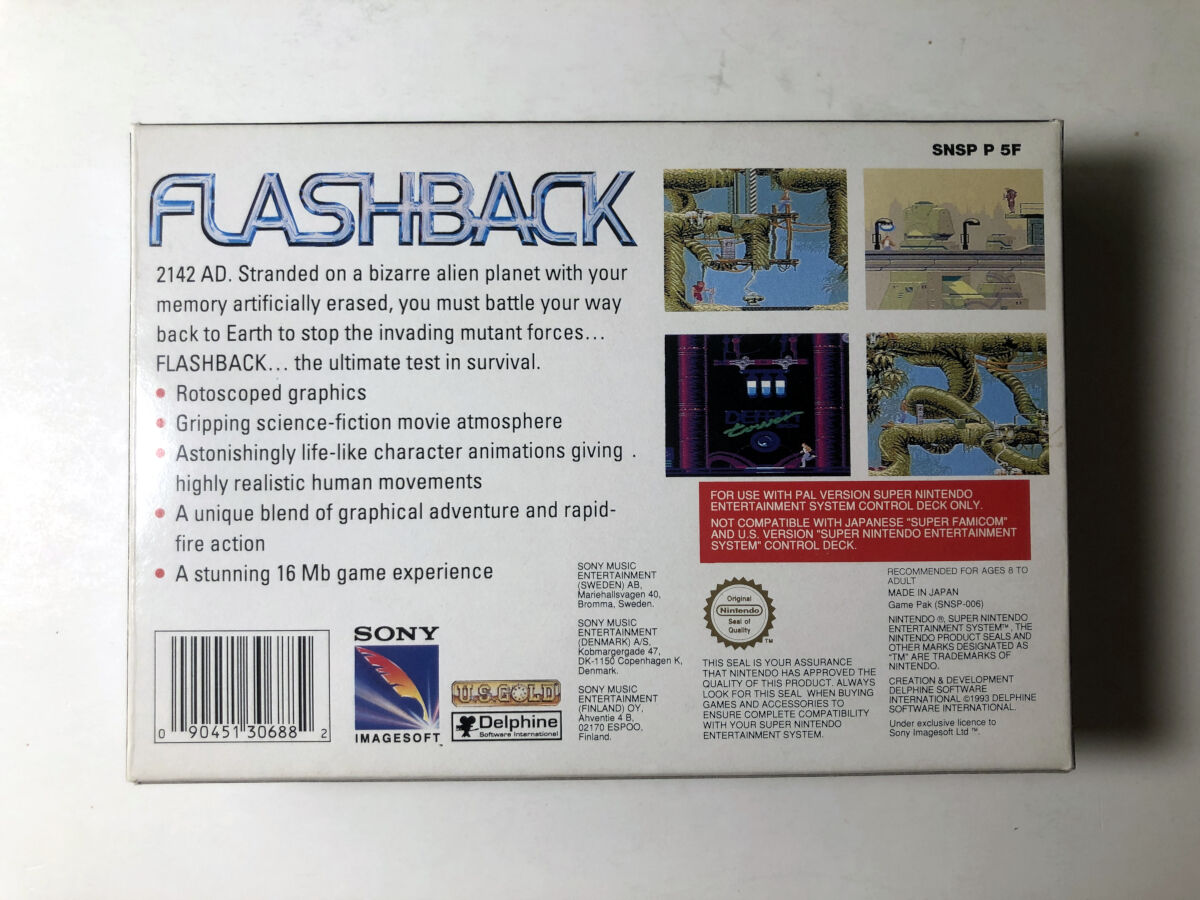 SNSP P 5F
FLASHBACK
2142 AD. Stranded on a bizarre alien planet with your
memory artificially erased, you must battle your way
back to Earth to stop the invading mutant forces...
FLASHBACK... the ultimate test in survival.
• Rotoscoped graphics
• Gripping science-fiction movie atmosphere
• Astonishingly life-like character animations giving .
highly realistic human movements
• A unique blend of graphical adventure and rapid-
fire action
• A stunning 16 Mb game experience
DEATH
tower
FOR USE WITH PAL VERSION SUPER NINTENDO
ENTERTAINMENT SYSTEM CONTROL DECK ONLY.
NOT COMPATIBLE WITH JAPANESE "SUPER FAMICOM"
AND U.S. VERSION "SUPER NINTENDO ENTERTAINMENT
SYSTEM" CONTROL DECK.
0 90451 30688 2
SONY
IMAGESOFT™
U.S. GOLD
Delphine
Software International
SONY MUSIC
ENTERTAINMENT
(SWEDEN) AB,
Mariehallsvagen 40,
Bromma, Sweden.
SONY MUSIC
ENTERTAINMENT
(DENMARK) A/S,
Kobmargergade 47,
DK-1150 Copenhagen K,
Denmark.
SONY MUSIC
ENTERTAINMENT
(FINLAND) OY,
Ahventie 4 B,
02170 ESPOO,
Finland.
Original
Nintendo
Seal of
Quality
TM
THIS SEAL IS YOUR ASSURANCE
THAT NINTENDO HAS APPROVED THE
QUALITY OF THIS PRODUCT. ALWAYS
LOOK FOR THIS SEAL WHEN BUYING
GAMES AND ACCESSORIES TO
ENSURE COMPLETE COMPATIBILITY
WITH YOUR SUPER NINTENDO
ENTERTAINMENT SYSTEM.
RECOMMENDED FOR AGES 8 TO
ADULT
MADE IN JAPAN
Game Pak (SNSP-006)
NINTENDO ®, SUPER NINTENDO
ENTERTAINMENT SYSTEM™, THE
NINTENDO PRODUCT SEALS AND
OTHER MARKS DESIGNATED AS
"TM" ARE TRADEMARKS OF
NINTENDO.
CREATION & DEVELOPMENT
DELPHINE SOFTWARE
INTERNATIONAL ©1993 DELPHINE
SOFTWARE INTERNATIONAL.
Under exclusive licence to
Sony Imagesoft Ltd ™.